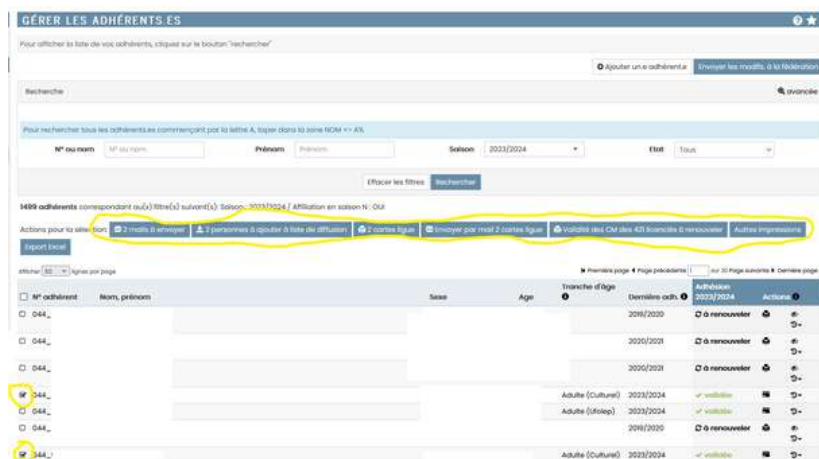 GÉRER LES ADHÉRENTS.ES
Pour afficher la liste de vos adhérents, cliquez sur le bouton "rechercher"
Ajouter un.e adhérent.e Envoyer les modifs. à la fédération
Recherche avancée
Pour rechercher tous les adhérents.es commençant par la lettre A, taper dans la zone NOM => A%
N° ou nom N° ou nom Prénom Prénom Saison 2023/2024 Etat Tous
Effacer les filtres Rechercher
1499 adhérents correspondant au(x) filtre(s) suivant(s): Saison : 2023/2024 / Affiliation en saison N : OUI
Actions pour la sélection: 2 mails à envoyer 2 personnes à ajouter à liste de diffusion 2 cartes ligue Envoyer par mail 2 cartes ligue Validité des CM des 421 licenciés à renouveler Autres impressions
Export Excel
Afficher 50 lignes par page Première page Page précédente 1 sur 30 Page suivante Dernière page
N° adhérent Nom, prénom Sexe Age Tranche d'âge Dernière adh. Adhésion 2023/2024 Actions
044_ 2019/2020 à renouveler
044_ 2020/2021 à renouveler
044_ 2020/2021 à renouveler
044_ Adulte (Culturel) 2023/2024 validée
044_ Adulte (Ufolep) 2023/2024 validée
044_ 2019/2020 à renouveler
044_ Adulte (Culturel) 2023/2024 validée